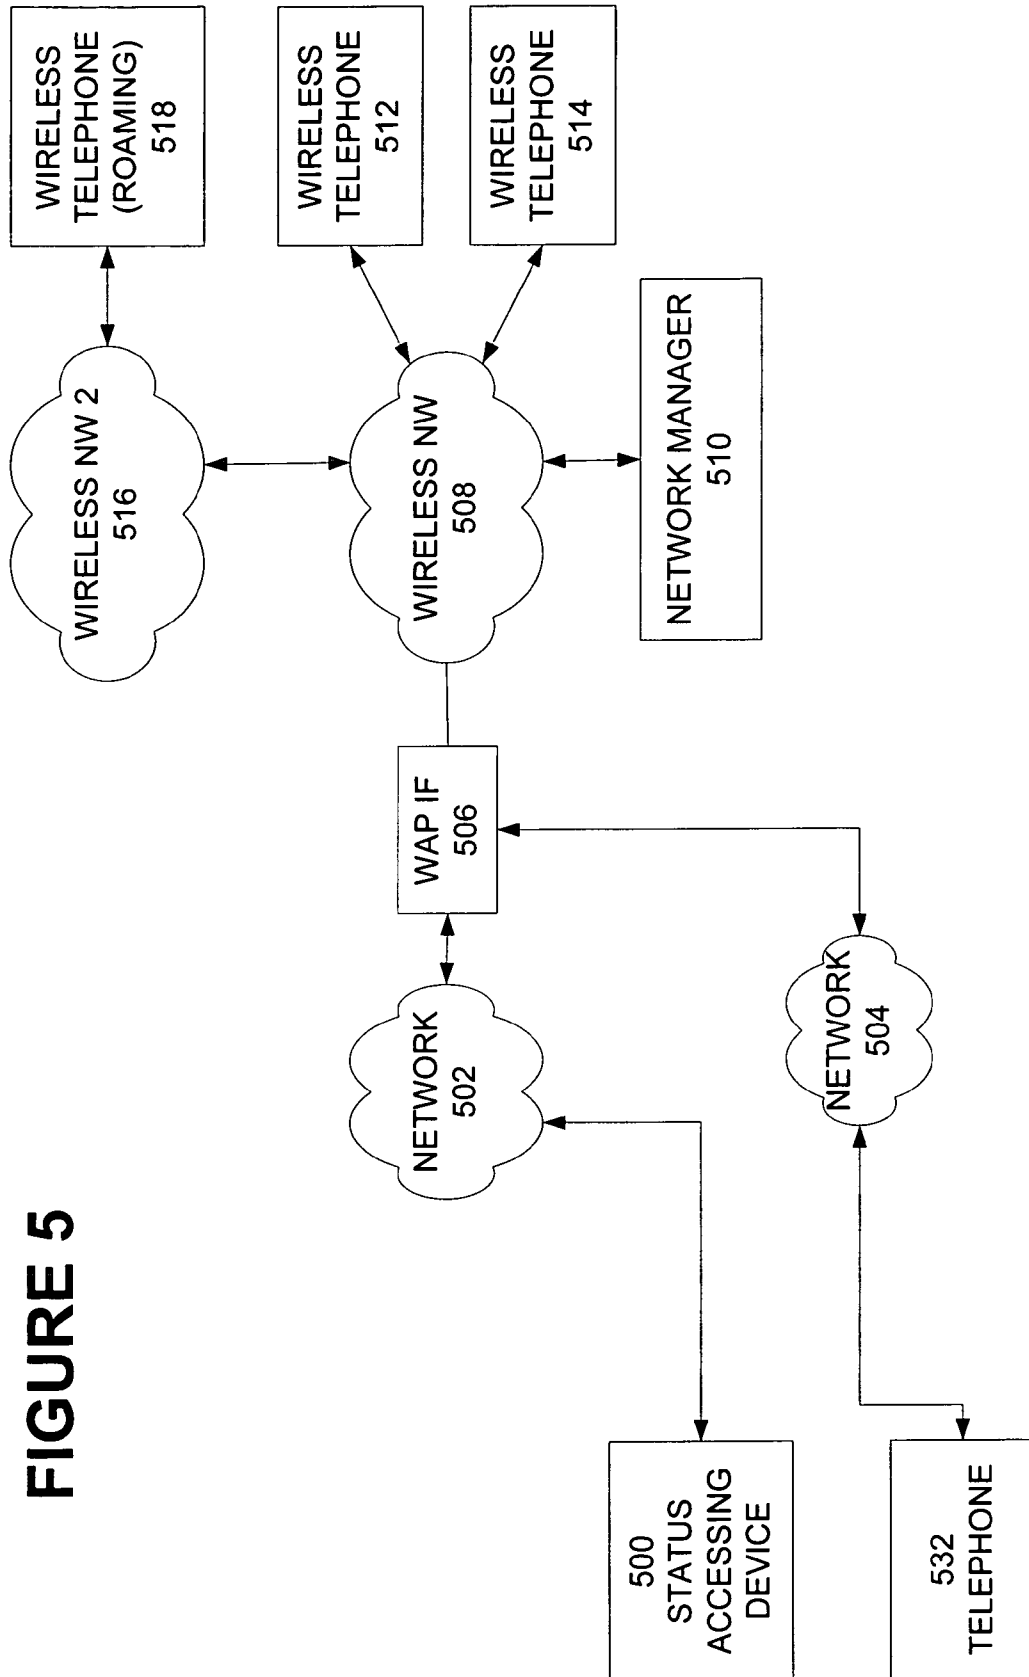 FIGURE 5
WIRELESS
TELEPHONE
(ROAMING)
518
WIRELESS NW 2
516
WIRELESS
TELEPHONE
512
WIRELESS
TELEPHONE
514
WIRELESS NW
508
NETWORK MANAGER
510
WAP IF
506
NETWORK
502
NETWORK
504
500
STATUS
ACCESSING
DEVICE
532
TELEPHONE